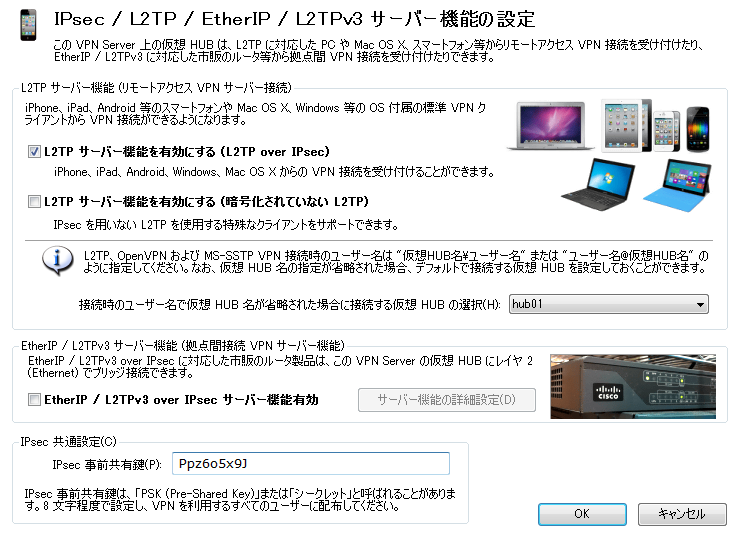 IPsec / L2TP / EtherIP / L2TPv3 サーバー機能の設定
この VPN Server 上の仮想 HUB は、L2TP に対応した PC や Mac OS X、スマートフォン等からリモートアクセス VPN 接続を受け付けたり、
EtherIP / L2TPv3 に対応した市販のルータ等から拠点間 VPN 接続を受け付けたりできます。
L2TP サーバー機能 (リモートアクセス VPN サーバー接続)
iPhone、iPad、Android 等のスマートフォンや Mac OS X、Windows 等の OS 付属の標準 VPN ク
ライアントから VPN 接続ができるようになります。
L2TP サーバー機能を有効にする (L2TP over IPsec)
iPhone、iPad、Android、Windows、Mac OS X からの VPN 接続を受け付けることができます。
L2TP サーバー機能を有効にする (暗号化されていない L2TP)
IPsec を用いない L2TP を使用する特殊なクライアントをサポートできます。
L2TP、OpenVPN および MS-SSTP VPN 接続時のユーザー名は "仮想HUB名¥ユーザー名" または "ユーザー名@仮想HUB名" の
ように指定してください。なお、仮想 HUB 名の指定が省略された場合、デフォルトで接続する仮想 HUB を設定しておくことができます。
接続時のユーザー名で仮想 HUB 名が省略された場合に接続する仮想 HUB の選択(H): hub01
EtherIP / L2TPv3 サーバー機能 (拠点間接続 VPN サーバー機能)
EtherIP / L2TPv3 over IPsec に対応した市販のルータ製品は、この VPN Server の仮想 HUB にレイヤ 2
(Ethernet) でブリッジ接続できます。
EtherIP / L2TPv3 over IPsec サーバー機能有効 サーバー機能の詳細設定(D)
CISCO
IPsec 共通設定(C)
IPsec 事前共有鍵(P): Ppz6o5x9J
IPsec 事前共有鍵は、「PSK (Pre-Shared Key)」または「シークレット」と呼ばれることがありま
す。8 文字程度で設定し、VPN を利用するすべてのユーザーに配布してください。
OK キャンセル